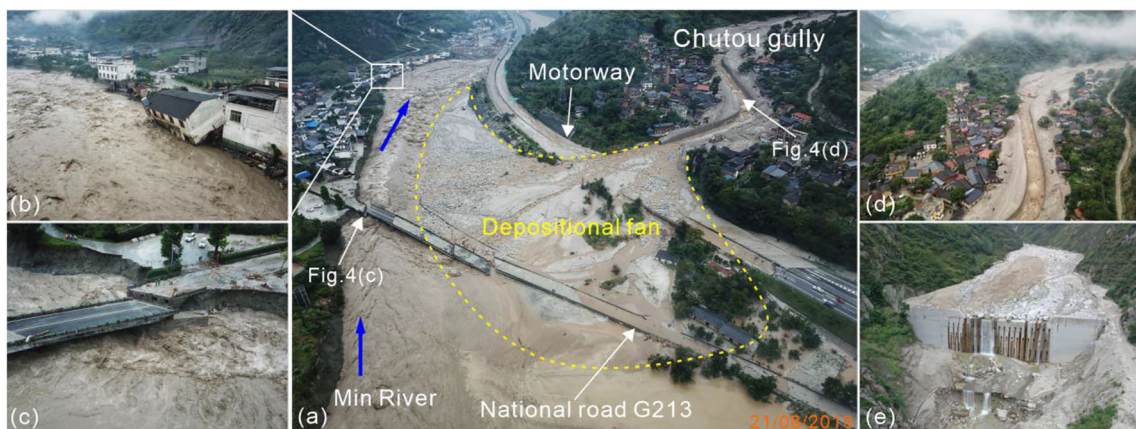 Chutou gully
Motorway
Fig.4(d)
Depositional fan
Fig.4(c)
Min River
National road G213
21/08/2019
(a)
(b)
(c)
(d)
(e)